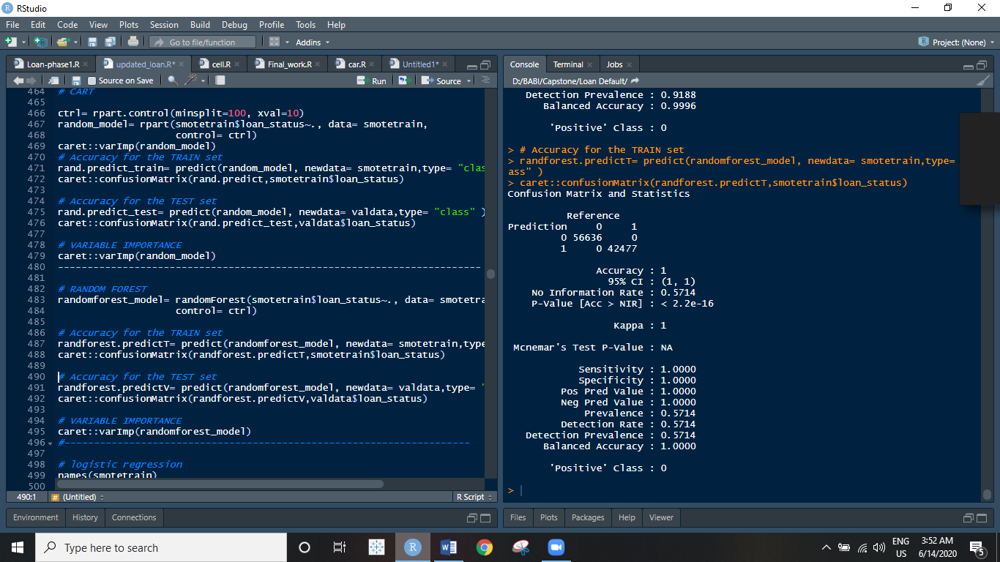 RStudio
File Edit Code View Plots Session Build Debug Profile Tools Help
Go to file/function Addins Project: (None)
Loan-phase1.R updated_loan.R* cell.R Final_work.R car.R Untitled1*
Source on Save Run Source
464 # CART
465
466 ctrl= rpart.control(minsplit=100, xval=10)
467 random_model= rpart(smotetrain$loan_status~., data= smotetrain,
468 control= ctrl)
469 caret::varImp(random_model)
470 # Accuracy for the TRAIN set
471 rand.predict_train= predict(random_model, newdata= smotetrain,type= "clas
472 caret::confusionMatrix(rand.predict,smotetrain$loan_status)
473
474 # Accuracy for the TEST set
475 rand.predict_test= predict(random_model, newdata= valdata,type= "class" )
476 caret::confusionMatrix(rand.predict_test,valdata$loan_status)
477
478 # VARIABLE IMPORTANCE
479 caret::varImp(random_model)
480 ------------------------------------------------------------------------
481
482 # RANDOM FOREST
483 randomforest_model= randomForest(smotetrain$loan_status~., data= smotetra
484 control= ctrl)
485
486 # Accuracy for the TRAIN set
487 randforest.predictT= predict(randomforest_model, newdata= smotetrain,type
488 caret::confusionMatrix(randforest.predictT,smotetrain$loan_status)
489
490 # Accuracy for the TEST set
491 randforest.predictV= predict(randomforest_model, newdata= valdata,type= "
492 caret::confusionMatrix(randforest.predictV,valdata$loan_status)
493
494 # VARIABLE IMPORTANCE
495 caret::varImp(randomforest_model)
496 #---------------------------------------------------------------------
497
498 # logistic regression
499 names(smotetrain)
500
490:1 # (Untitled) R Script
Environment History Connections
Console Terminal Jobs
D:/BABI/Capstone/Loan Default/
Detection Prevalence : 0.9188
Balanced Accuracy : 0.9996
'Positive' Class : 0
> # Accuracy for the TRAIN set
> randforest.predictT= predict(randomforest_model, newdata= smotetrain,type=
ass" )
> caret::confusionMatrix(randforest.predictT,smotetrain$loan_status)
Confusion Matrix and Statistics
Reference
Prediction 0 1
0 56636 0
1 0 42477
Accuracy : 1
95% CI : (1, 1)
No Information Rate : 0.5714
P-Value [Acc > NIR] : < 2.2e-16
Kappa : 1
Mcnemar's Test P-Value : NA
Sensitivity : 1.0000
Specificity : 1.0000
Pos Pred Value : 1.0000
Neg Pred Value : 1.0000
Prevalence : 0.5714
Detection Rate : 0.5714
Detection Prevalence : 0.5714
Balanced Accuracy : 1.0000
'Positive' Class : 0
>
Files Plots Packages Help Viewer
Type here to search
ENG
US
3:52 AM
6/14/2020
5